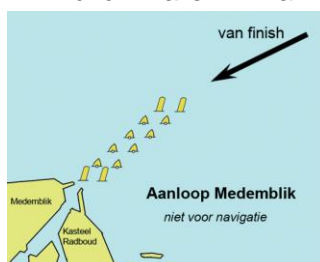 van finish
Aanloop Medemblik
niet voor navigatie
Medemblik
Kasteel
Radboud